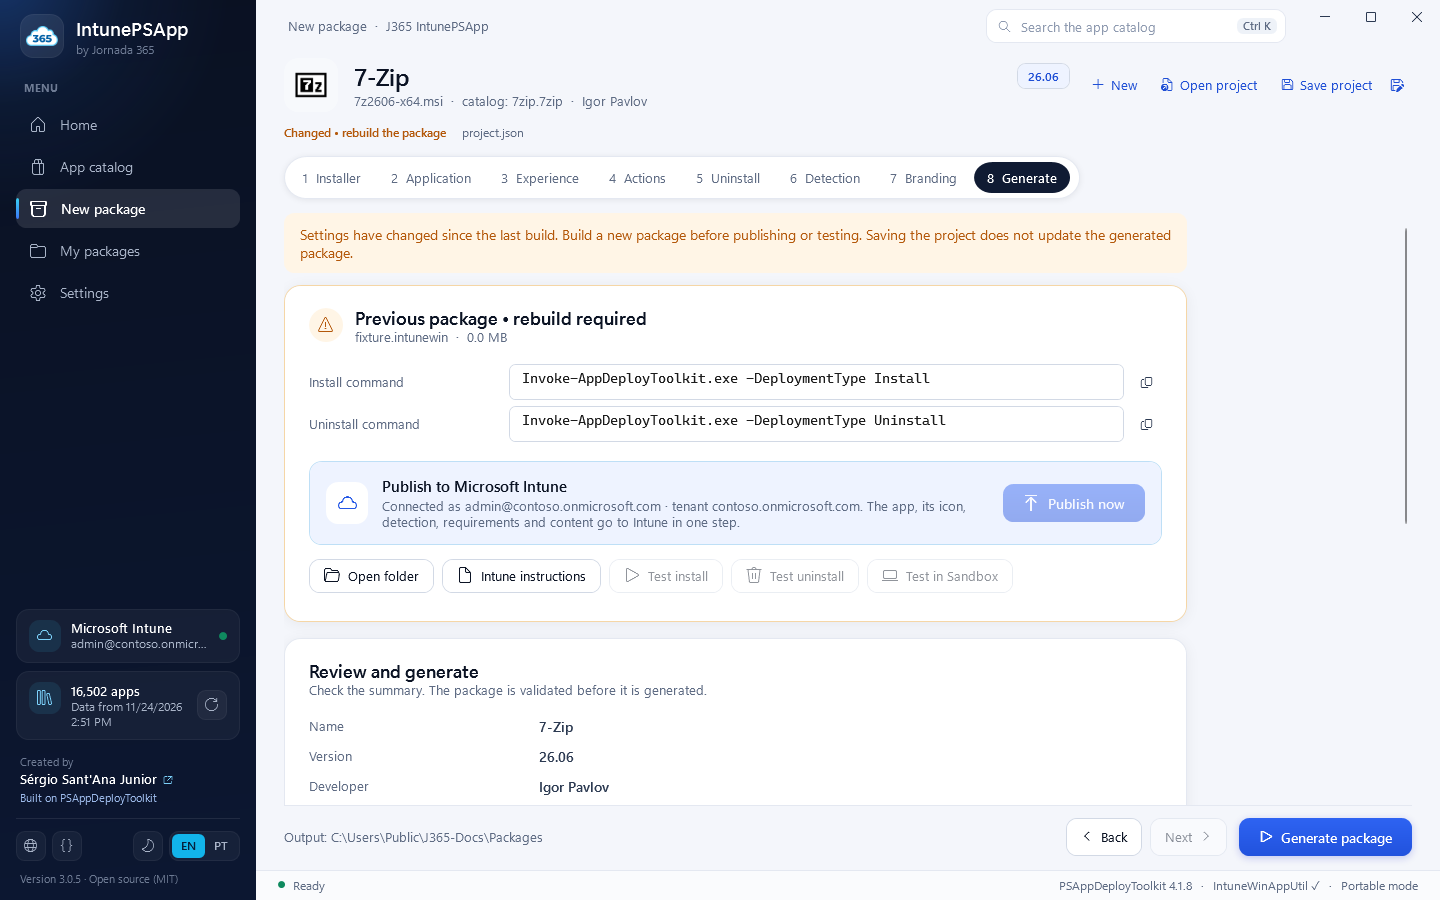 365
IntunePSApp
by Jornada 365
MENU
Home
App catalog
New package
My packages
Settings
Microsoft Intune
admin@contoso.onmicr...
16,502 apps
Data from 11/24/2026
2:51 PM
Created by
Sérgio Sant'Ana Junior
Built on PSAppDeployToolkit
{}
EN PT
Version 3.0.5 · Open source (MIT)
New package · J365 IntunePSApp
Search the app catalog Ctrl K
7z
7-Zip
7z2606-x64.msi · catalog: 7zip.7zip · Igor Pavlov
26.06
New
Open project
Save project
Changed • rebuild the package project.json
1 Installer
2 Application
3 Experience
4 Actions
5 Uninstall
6 Detection
7 Branding
8 Generate
Settings have changed since the last build. Build a new package before publishing or testing. Saving the project does not update the generated
package.
Previous package • rebuild required
fixture.intunewin · 0.0 MB
Install command
Invoke-AppDeployToolkit.exe -DeploymentType Install
Uninstall command
Invoke-AppDeployToolkit.exe -DeploymentType Uninstall
Publish to Microsoft Intune
Connected as admin@contoso.onmicrosoft.com · tenant contoso.onmicrosoft.com. The app, its icon,
detection, requirements and content go to Intune in one step.
Publish now
Open folder
Intune instructions
Test install
Test uninstall
Test in Sandbox
Review and generate
Check the summary. The package is validated before it is generated.
Name 7-Zip
Version 26.06
Developer Igor Pavlov
Output: C:\Users\Public\J365-Docs\Packages
Back
Next
Generate package
Ready
PSAppDeployToolkit 4.1.8 · IntuneWinAppUtil ✓ · Portable mode